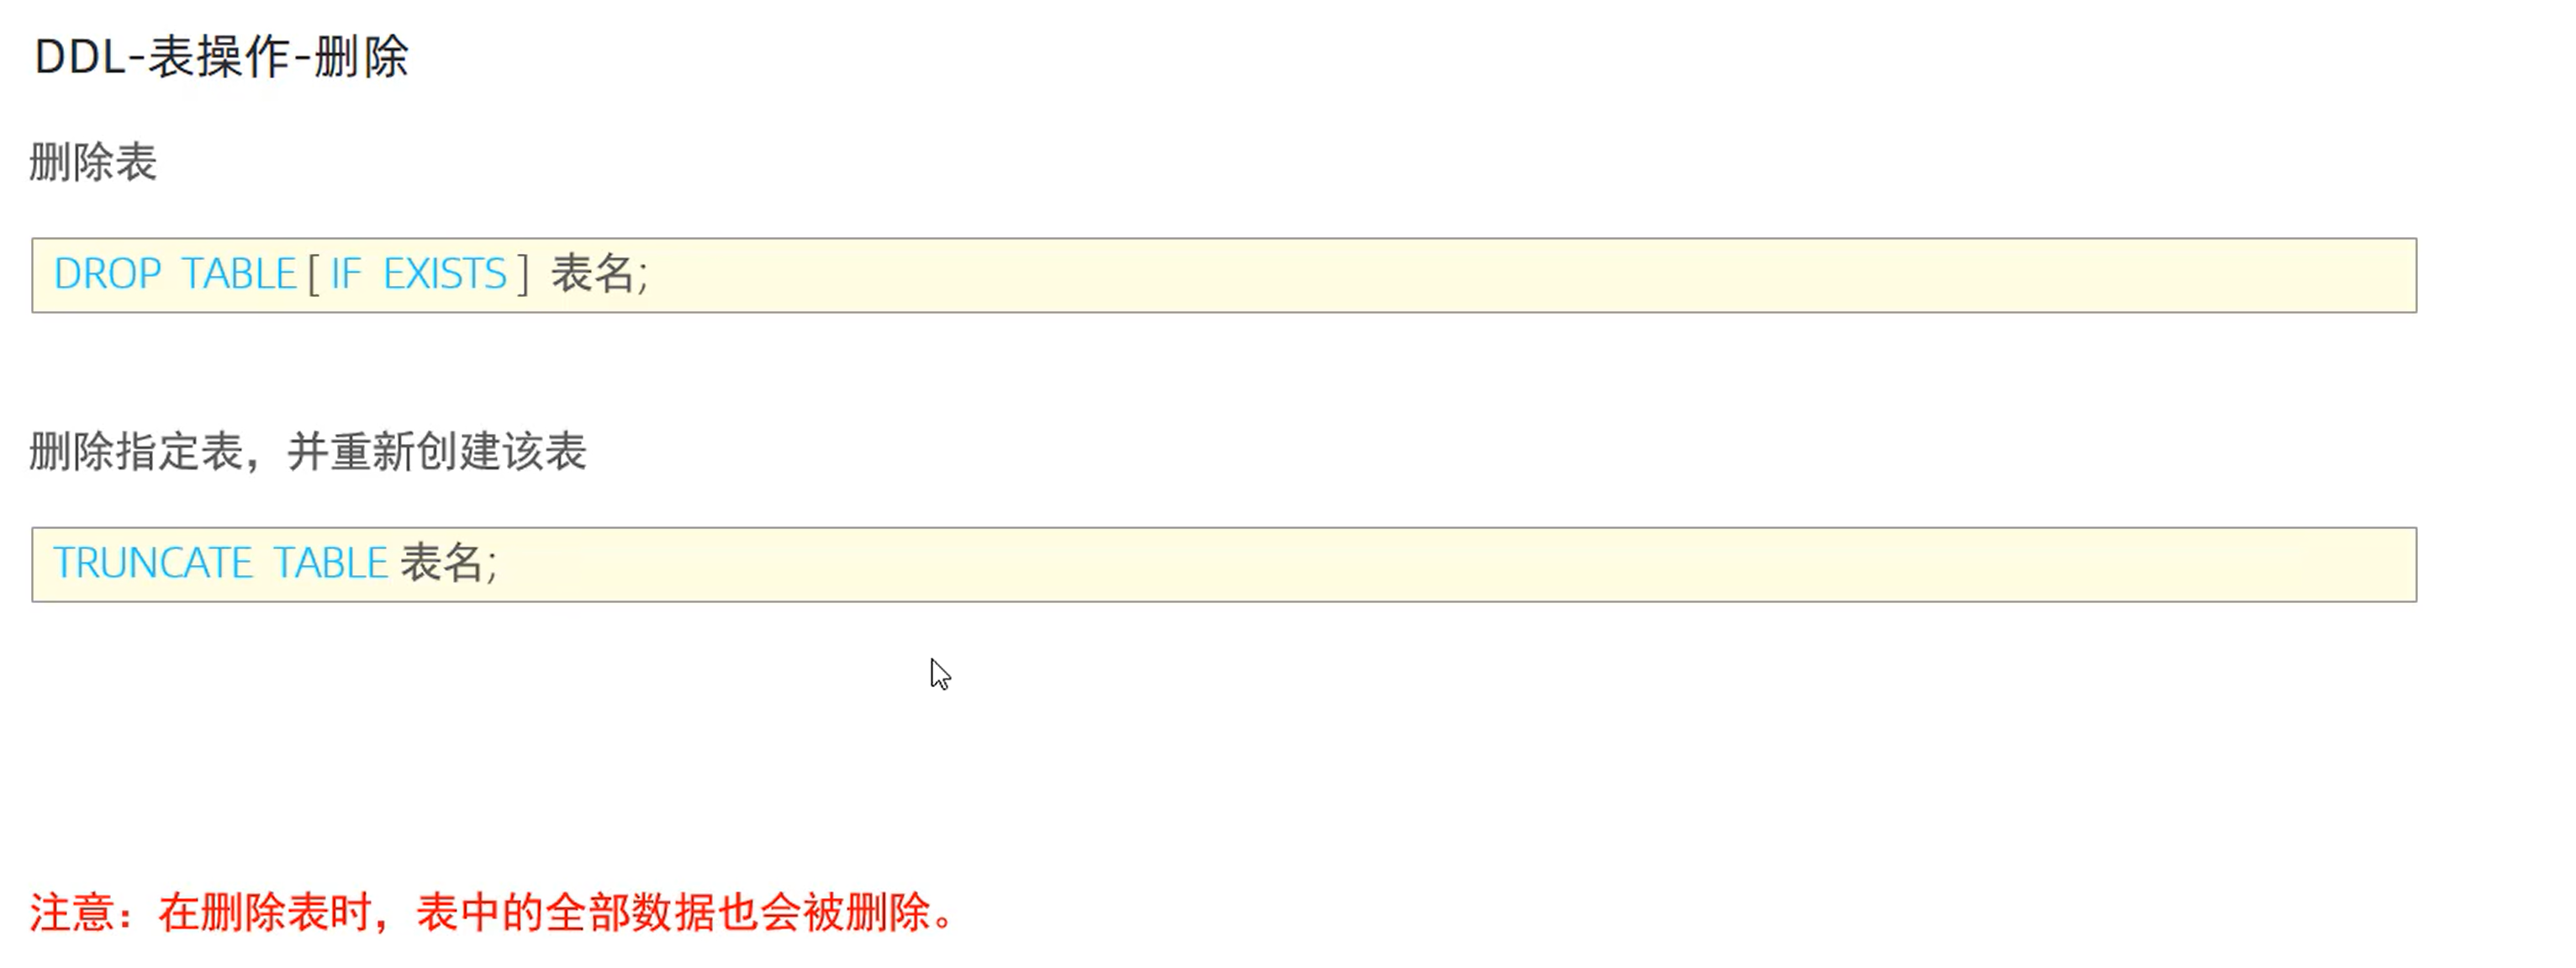 DDL-表操作-删除
删除表
DROP TABLE [ IF EXISTS ] 表名;
删除指定表，并重新创建该表
TRUNCATE TABLE 表名;
注意：在删除表时，表中的全部数据也会被删除。